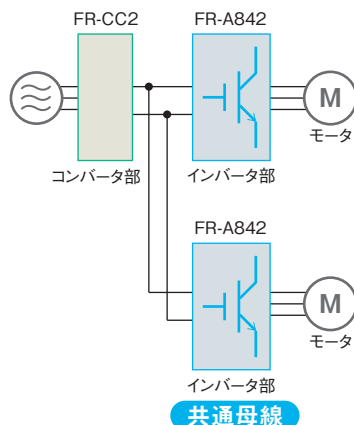 FR-CC2
FR-A842
M
モータ
コンバータ部
インバータ部
FR-A842
M
モータ
インバータ部
共通母線